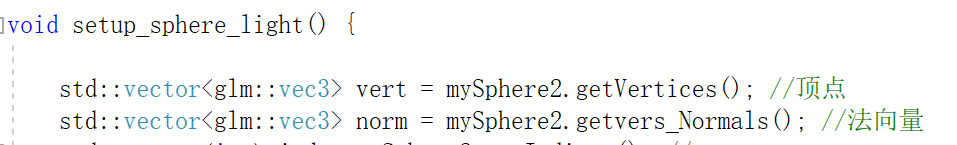 void setup_sphere_light() {
std::vector<glm::vec3> vert = mySphere2.getVertices(); //顶点
std::vector<glm::vec3> norm = mySphere2.getvers_Normals(); //法向量